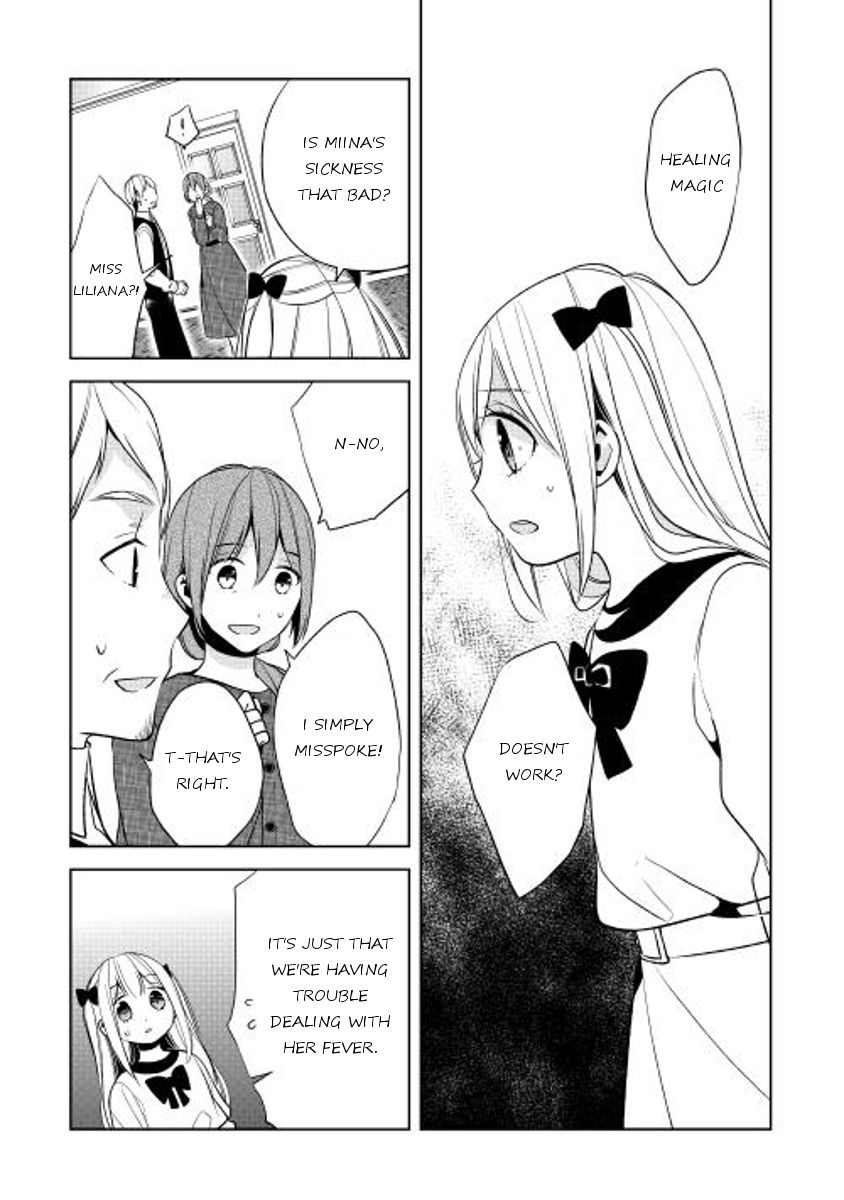 HEALING
MAGIC
DOESN'T
WORK?
IS MIINA'S
SICKNESS
THAT BAD?
!
MISS
LILIANA?!
N-NO,
I SIMPLY
MISSPOKE!
T-THAT'S
RIGHT.
IT'S JUST THAT
WE'RE HAVING
TROUBLE
DEALING WITH
HER FEVER.